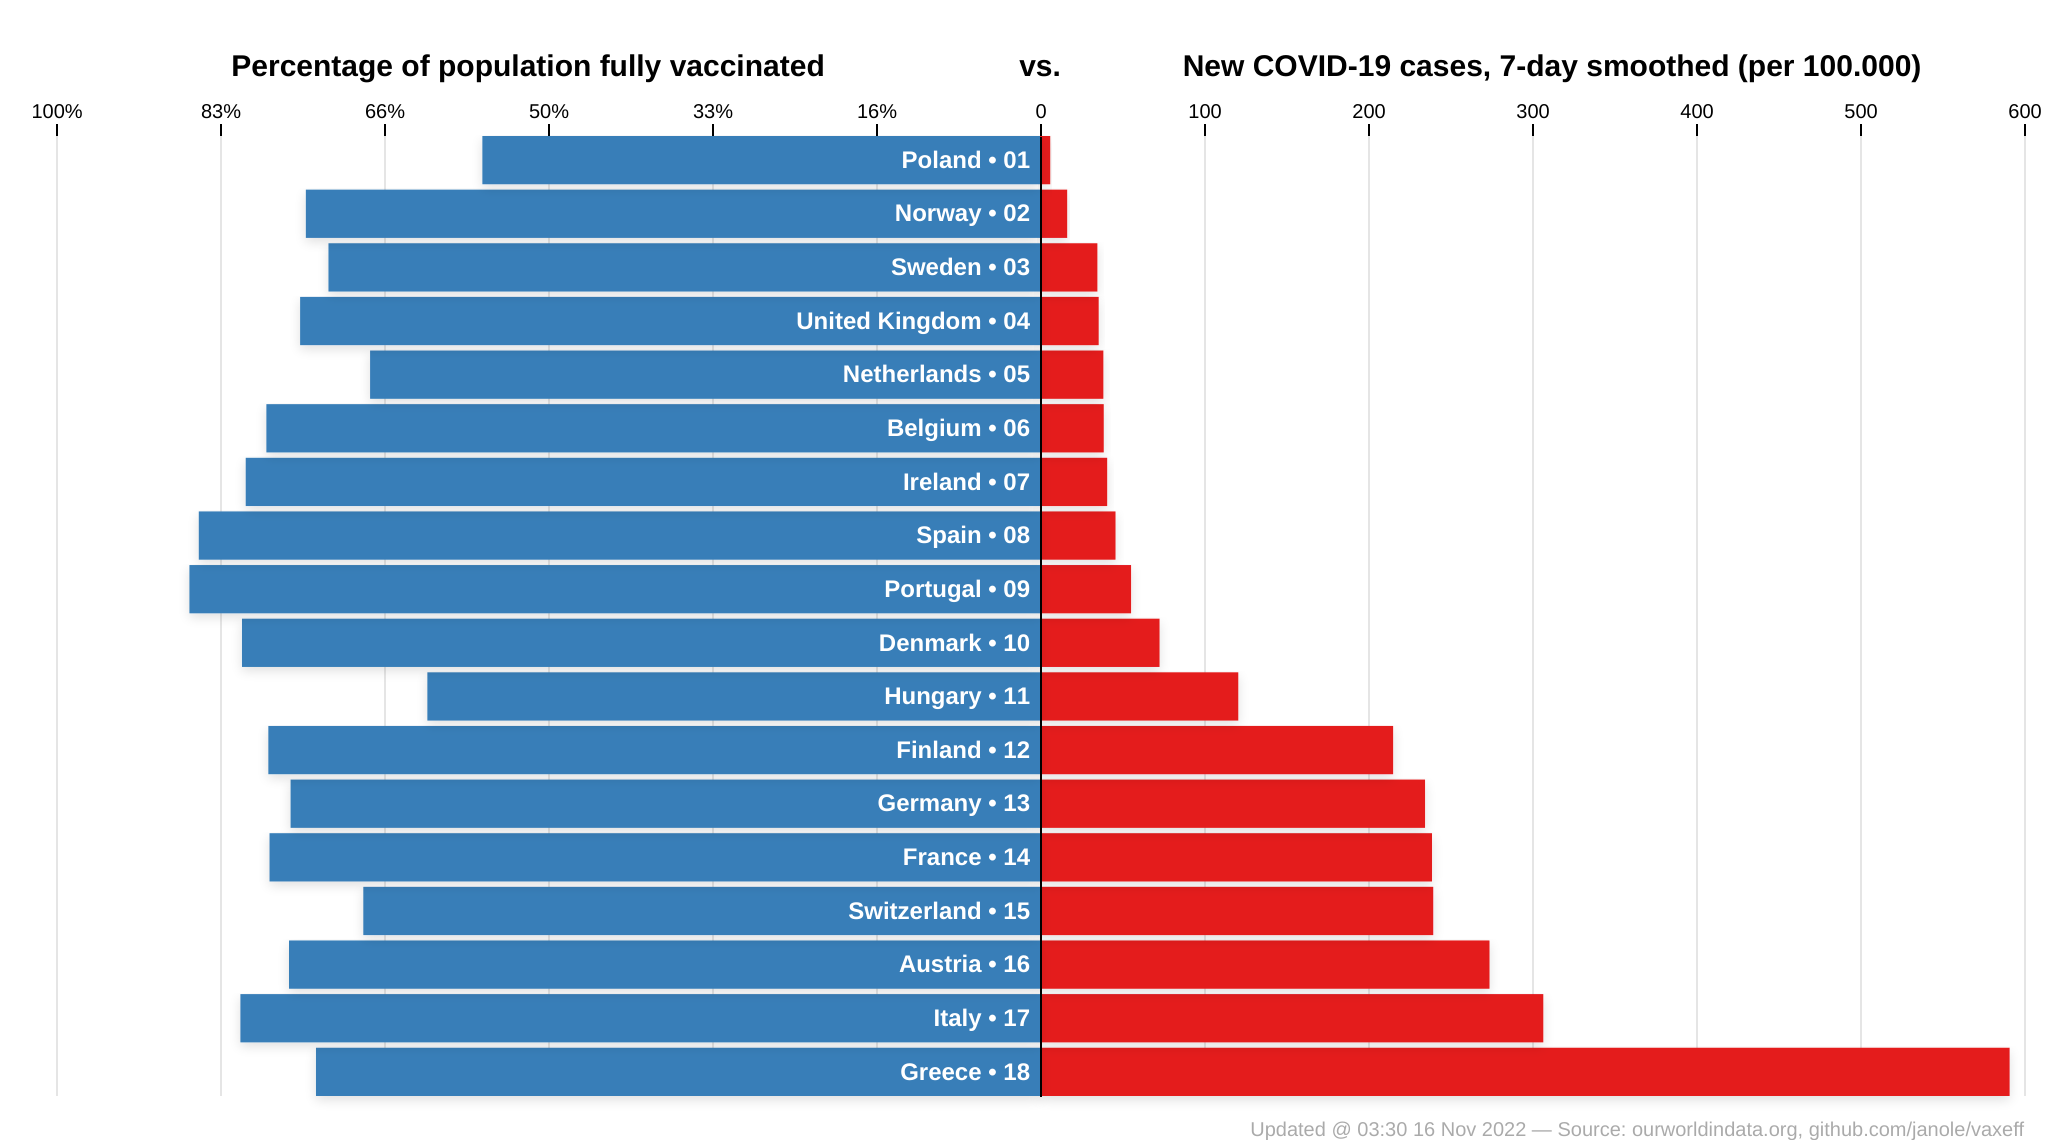 Percentage of population fully vaccinated vs. New COVID-19 cases, 7-day smoothed (per 100.000)
100% 83% 66% 50% 33% 16% 0 100 200 300 400 500 600
Poland • 01
Norway • 02
Sweden • 03
United Kingdom • 04
Netherlands • 05
Belgium • 06
Ireland • 07
Spain • 08
Portugal • 09
Denmark • 10
Hungary • 11
Finland • 12
Germany • 13
France • 14
Switzerland • 15
Austria • 16
Italy • 17
Greece • 18
Updated @ 03:30 16 Nov 2022 — Source: ourworldindata.org, github.com/janole/vaxeff